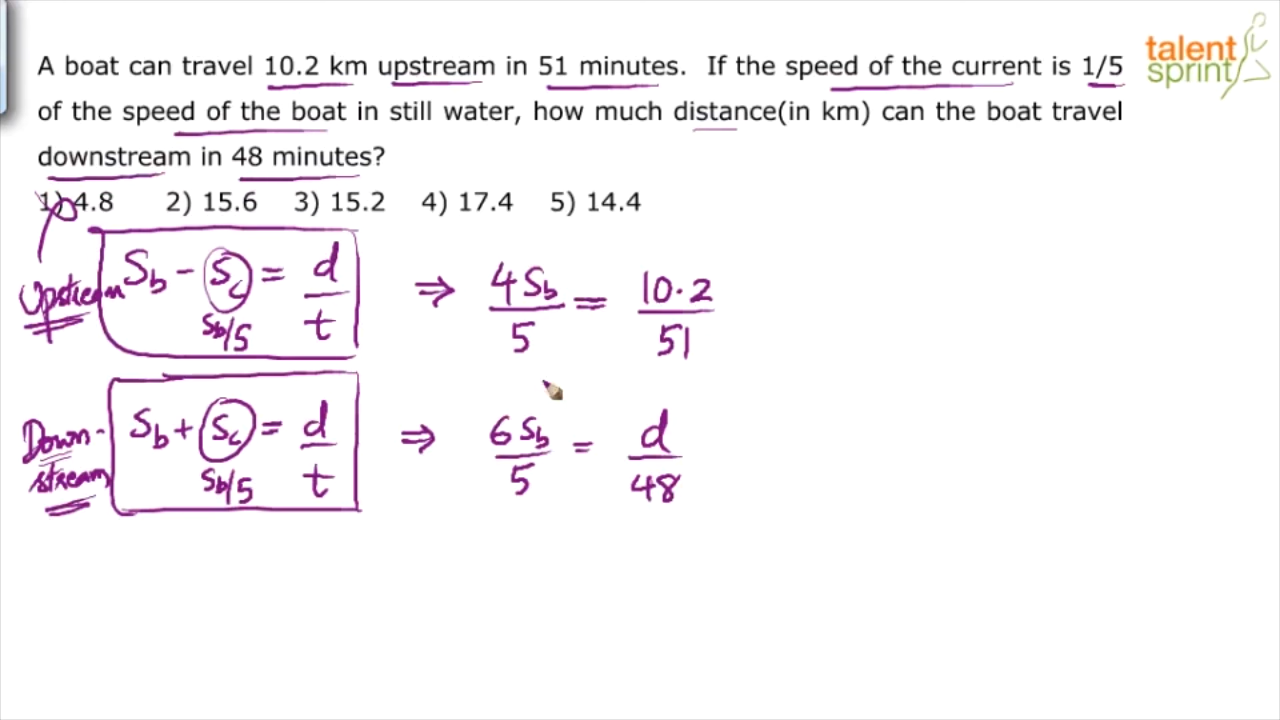 talent
sprint
A boat can travel 10.2 km upstream in 51 minutes. If the speed of the current is 1/5
of the speed of the boat in still water, how much distance(in km) can the boat travel
downstream in 48 minutes?
1) 4.8 2) 15.6 3) 15.2 4) 17.4 5) 14.4
Upstream Sb - Sc = d/t ⇒ 4Sb/5 = 10.2/51
Sb/5
Down-stream Sb + Sc = d/t ⇒ 6Sb/5 = d/48
Sb/5